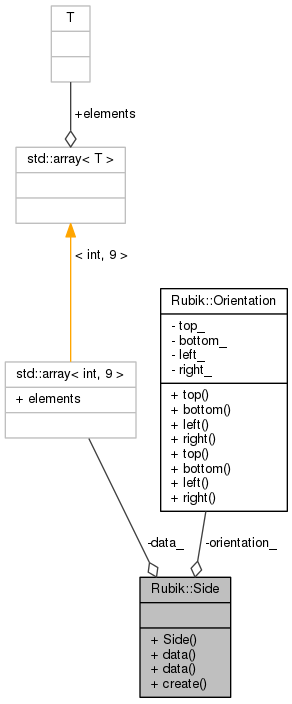 T
+elements
std::array< T >
< int, 9 >
Rubik::Orientation
- top_
- bottom_
- left_
- right_
+ top()
+ bottom()
+ left()
+ right()
+ top()
+ bottom()
+ left()
+ right()
std::array< int, 9 >
+ elements
-data_
-orientation_
Rubik::Side
+ Side()
+ data()
+ data()
+ create()